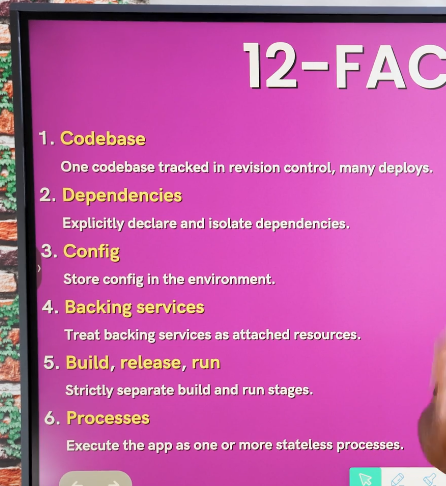 12-FAC
1. Codebase
One codebase tracked in revision control, many deploys.
2. Dependencies
Explicitly declare and isolate dependencies.
3. Config
Store config in the environment.
4. Backing services
Treat backing services as attached resources.
5. Build, release, run
Strictly separate build and run stages.
6. Processes
Execute the app as one or more stateless processes.